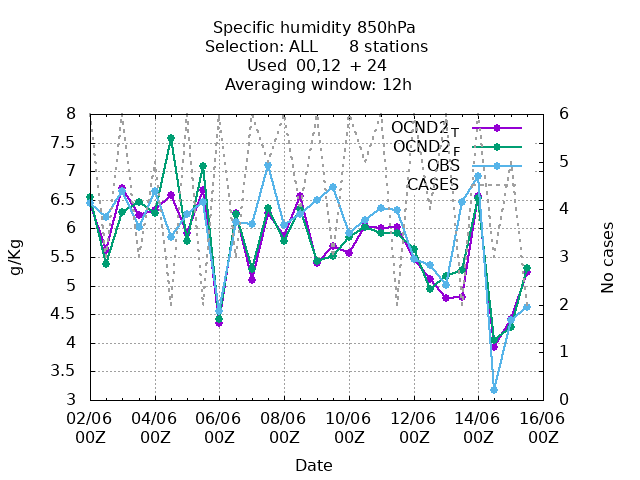 Specific humidity 850hPa
Selection: ALL 8 stations
Used 00,12 + 24
Averaging window: 12h
8
7.5
7
6.5
6
5.5
5
4.5
4
3.5
3
g/Kg
OCND2T
OCND2F
OBS
CASES
6
5
4
3
2
1
0
No cases
02/06 04/06 06/06 08/06 10/06 12/06 14/06 16/06
00Z 00Z 00Z 00Z 00Z 00Z 00Z 00Z
Date